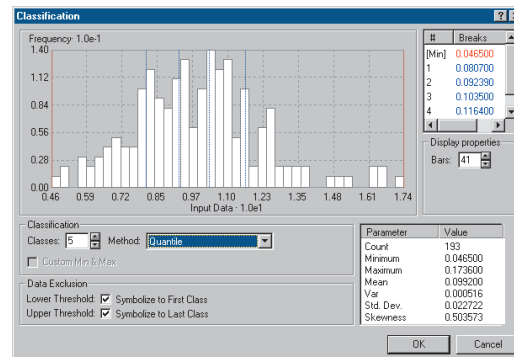 Classification
Frequency· 1.0e-1
1.40
1.12
0.84
0.56
0.28
0.00
0.46 0.59 0.72 0.85 0.97 1.10 1.23 1.35 1.48 1.61 1.74
Input Data · 1.0e1
# Breaks
[Min] 0.046500
1 0.080700
2 0.092390
3 0.103500
4 0.116400
Display properties
Bars: 41
Classification
Classes: 5 Method: Quantile
Custom Min & Max
Data Exclusion
Lower Threshold: Symbolize to First Class
Upper Threshold: Symbolize to Last Class
Parameter Value
Count 193
Minimum 0.046500
Maximum 0.173600
Mean 0.099200
Var 0.000516
Std. Dev. 0.022722
Skewness 0.503573
OK Cancel